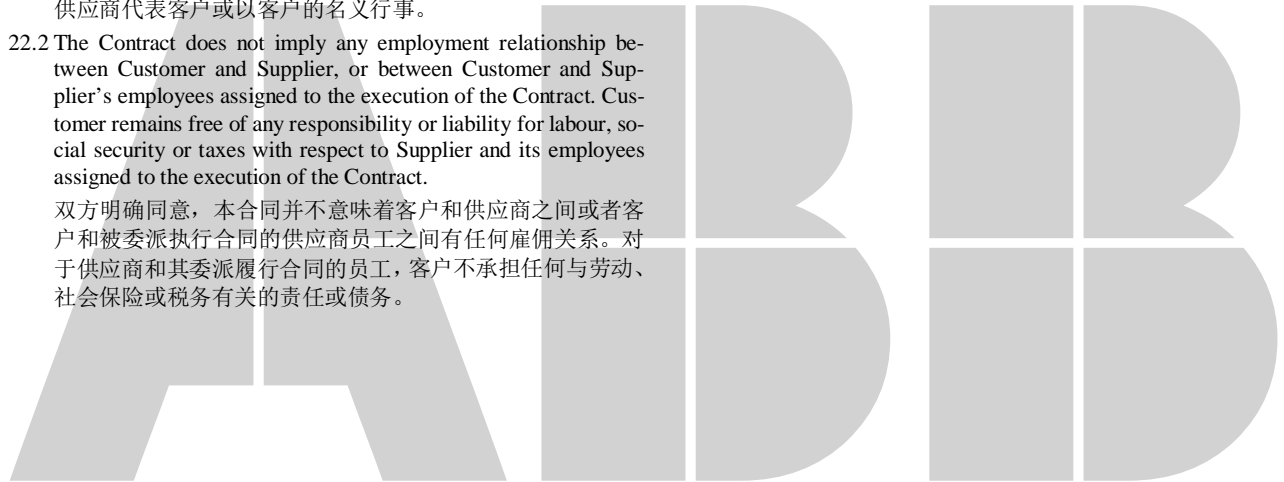 供应商代表客户或以客户的名义行事。
22.2 The Contract does not imply any employment relationship be-
tween Customer and Supplier, or between Customer and Sup-
plier's employees assigned to the execution of the Contract. Cus-
tomer remains free of any responsibility or liability for labour, so-
cial security or taxes with respect to Supplier and its employees
assigned to the execution of the Contract.
双方明确同意，本合同并不意味着客户和供应商之间或者客
户和被委派执行合同的供应商员工之间有任何雇佣关系。对
于供应商和其委派履行合同的员工，客户不承担任何与劳动、
社会保险或税务有关的责任或债务。
ABB